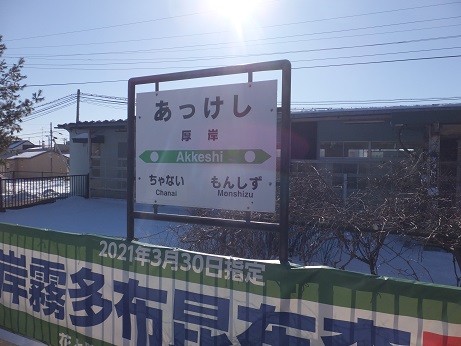 あっけし
厚岸
Akkeshi
ちゃない もんしず
Chanai Monshizu
2021年3月30日指定
岸霧多布昆布森